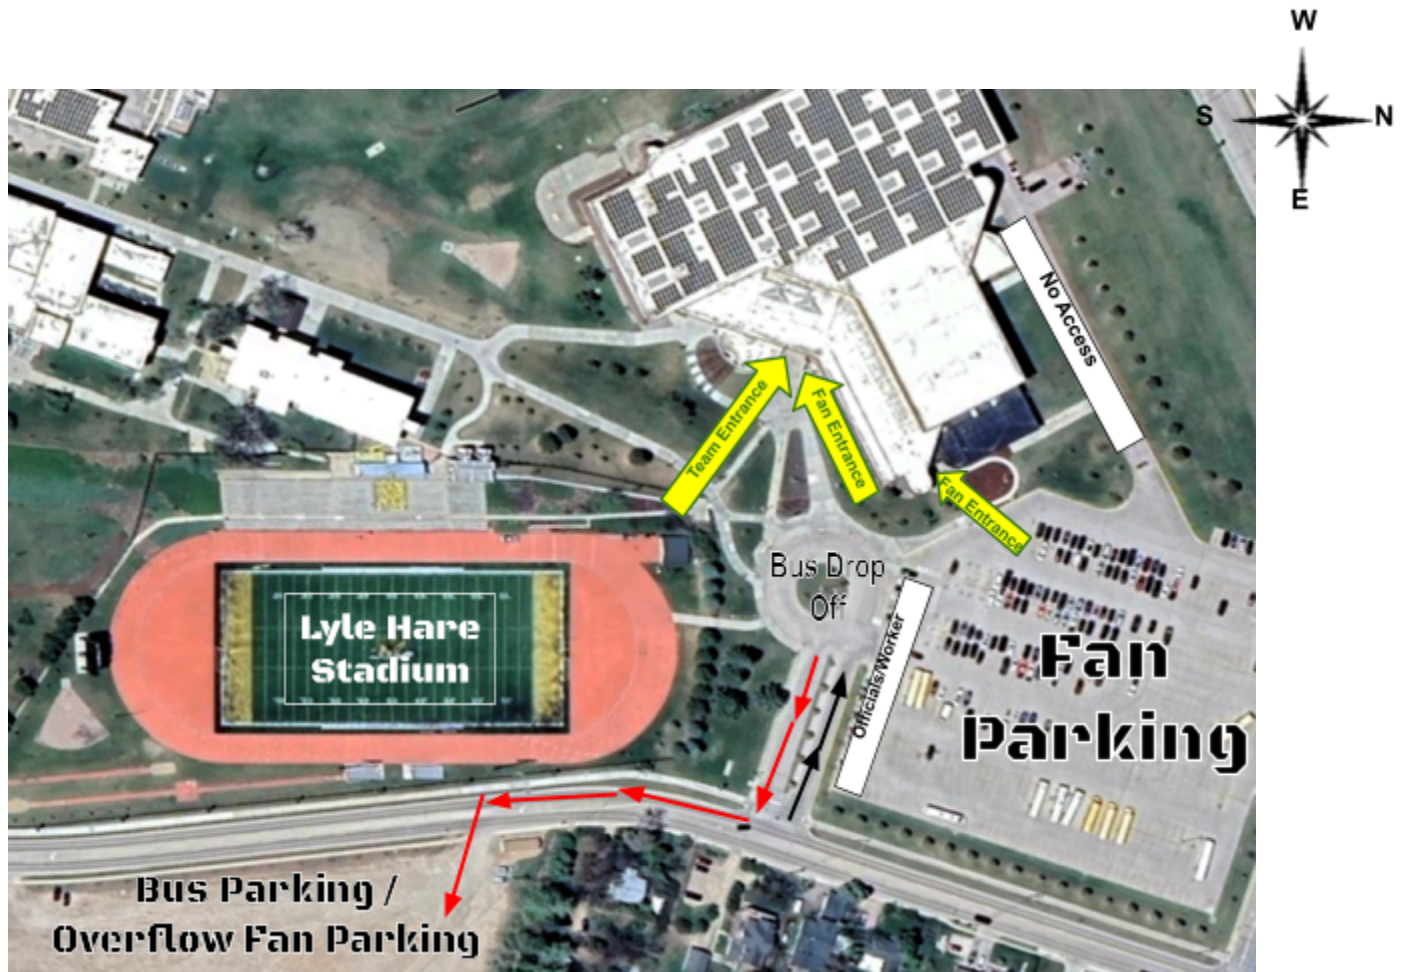 W
S
N
E
No Access
Team Entrance
Fan Entrance
Fan Entrance
Bus Drop
Off
Officials/Worker
Lyle Hare
Stadium
Fan
Parking
Bus Parking /
Overflow Fan Parking